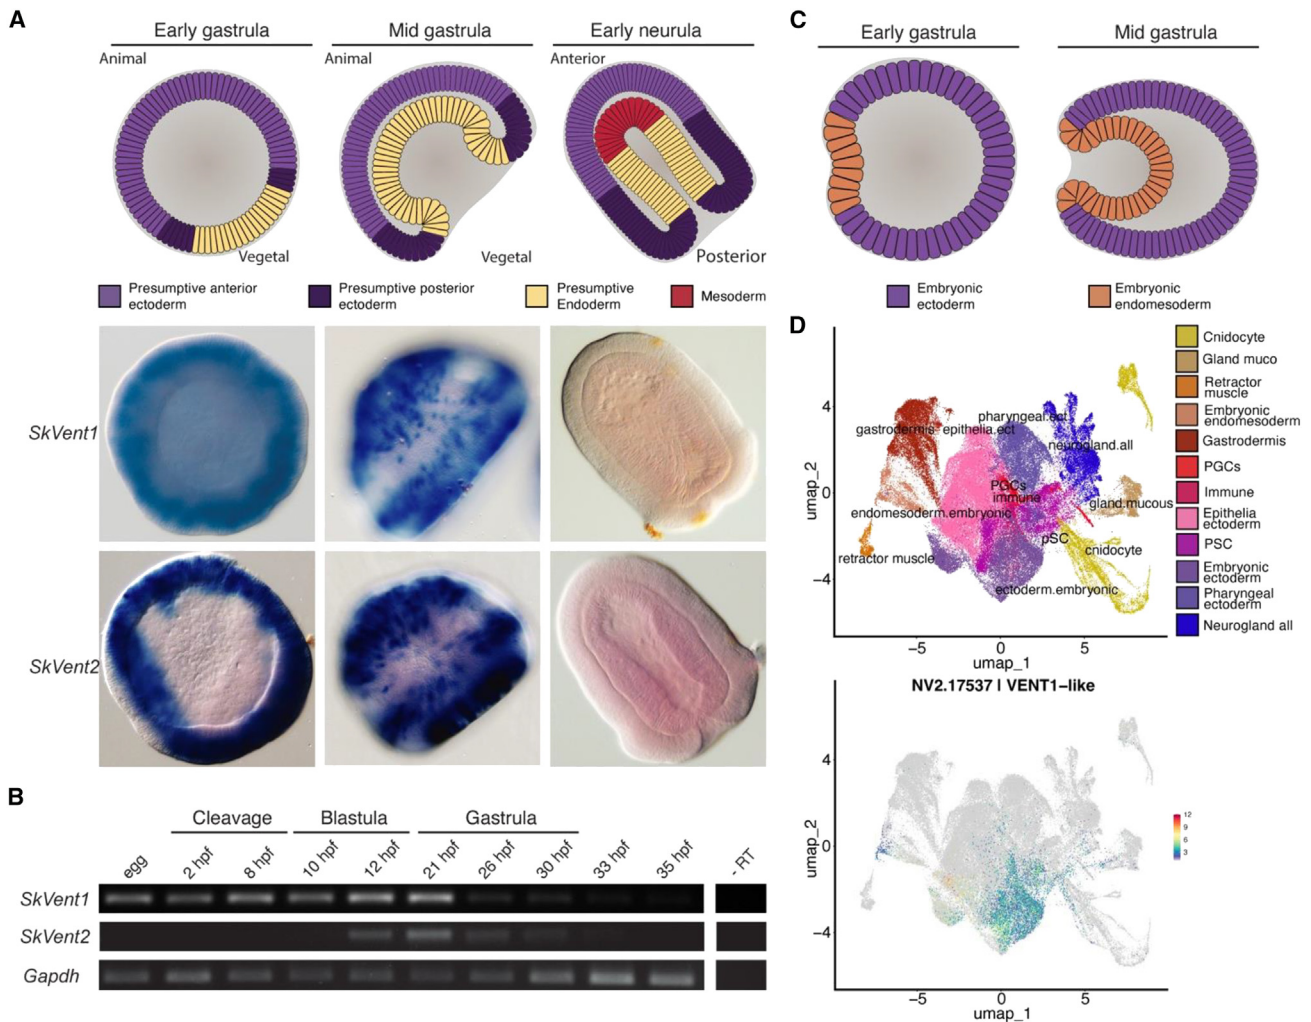 A
Early gastrula
Mid gastrula
Early neurula
Animal
Animal
Anterior
Vegetal
Vegetal
Posterior
Presumptive anterior
ectoderm
Presumptive posterior
ectoderm
Presumptive
Endoderm
Mesoderm
SkVent1
SkVent2
B
Cleavage
Blastula
Gastrula
egg
2 hpf
8 hpf
10 hpf
12 hpf
21 hpf
26 hpf
30 hpf
33 hpf
35 hpf
- RT
SkVent1
SkVent2
Gapdh
C
Early gastrula
Mid gastrula
Embryonic
ectoderm
Embryonic
endomesoderm
D
umap_2
4
0
−4
gastrodermis
epithelia.ect
pharyngeal.ect
neurogland.all
PGCs
immune
gland.mucous
endomesoderm.embryonic
pSC
cnidocyte
retractor muscle
ectoderm.embryonic
−5
0
5
umap_1
Cnidocyte
Gland muco
Retractor
muscle
Embryonic
endomesoderm
Gastrodermis
PGCs
Immune
Epithelia
ectoderm
PSC
Embryonic
ectoderm
Pharyngeal
ectoderm
Neurogland all
NV2.17537 I VENT1−like
umap_2
4
0
−4
12
9
6
3
−5
0
5
umap_1